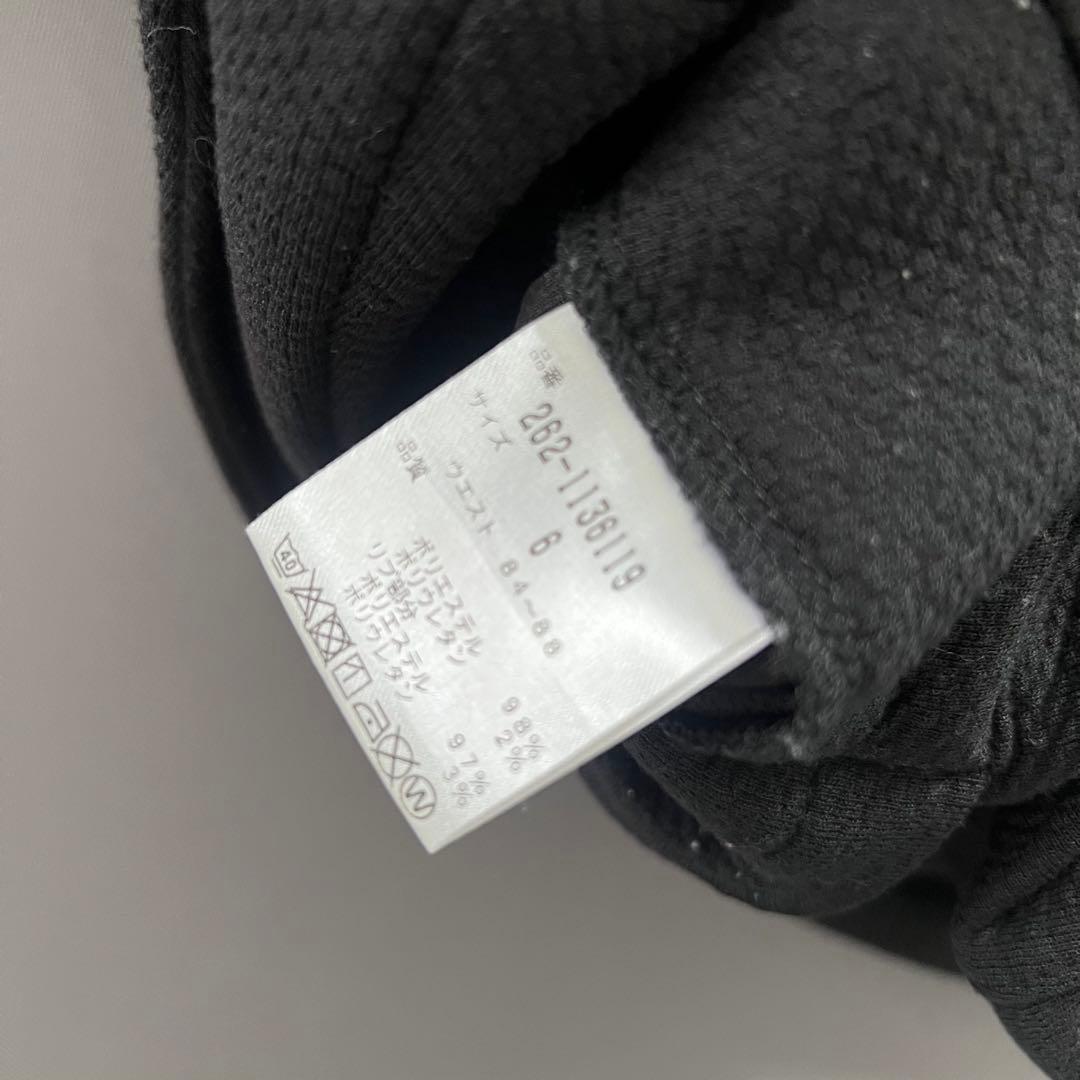 品番 262-1136119
サイズ 6
ウエスト 84〜88
品質
ポリエステル 98%
ポリウレタン 2%
リブ部分
ポリエステル 97%
ポリウレタン 3%
40
W